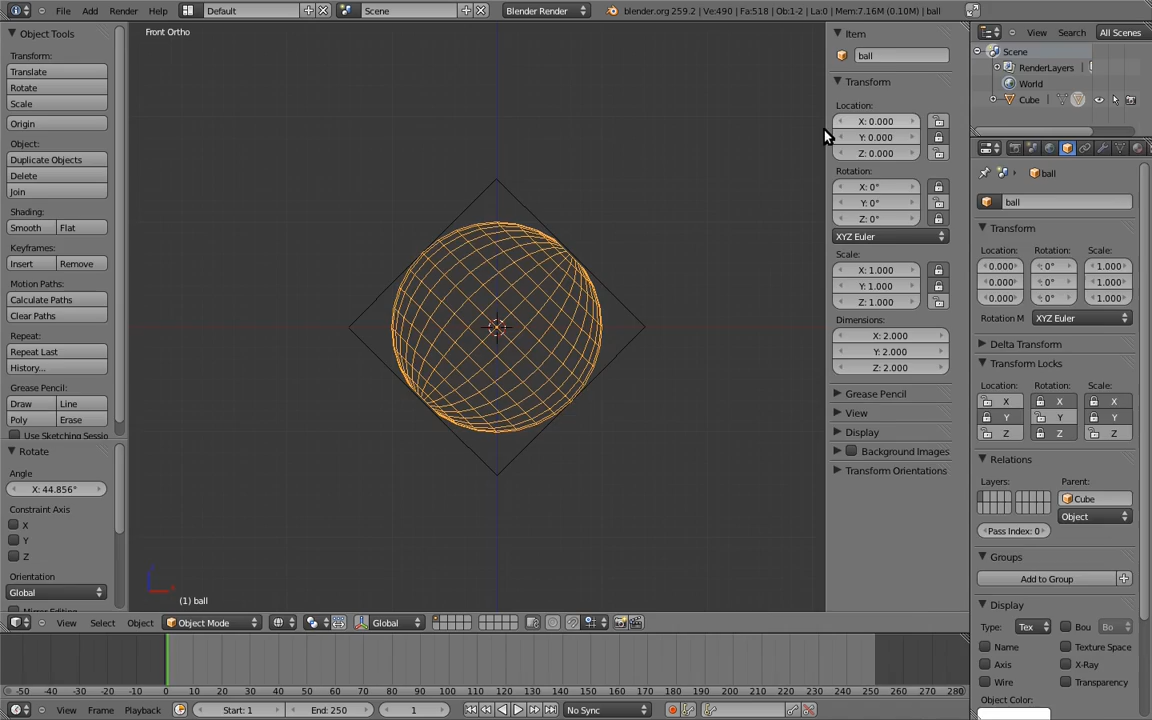 File Add Render Help Default Scene Blender Render blender.org 259.2 | Ve:490 | Fa:518 | Ob:1-2 | La:0 | Mem:7.16M (0.10M) | ball
Object Tools
Transform:
Translate
Rotate
Scale
Origin
Object:
Duplicate Objects
Delete
Join
Shading:
Smooth Flat
Keyframes:
Insert Remove
Motion Paths:
Calculate Paths
Clear Paths
Repeat:
Repeat Last
History...
Grease Pencil:
Draw Line
Poly Erase
Use Sketching Sessio
Rotate
Angle
X: 44.856°
Constraint Axis
X
Y
Z
Orientation
Global
Front Ortho
(1) ball
Item
ball
Transform
Location:
X: 0.000
Y: 0.000
Z: 0.000
Rotation:
X: 0°
Y: 0°
Z: 0°
XYZ Euler
Scale:
X: 1.000
Y: 1.000
Z: 1.000
Dimensions:
X: 2.000
Y: 2.000
Z: 2.000
Grease Pencil
View
Display
Background Images
Transform Orientations
View Search All Scenes
Scene
RenderLayers |
World
Cube |
ball
ball
Transform
Location: Rotation: Scale:
0.000 0° 1.000
0.000 0° 1.000
0.000 0° 1.000
Rotation M XYZ Euler
Delta Transform
Transform Locks
Location: Rotation: Scale:
X X X
Y Y Y
Z Z Z
Relations
Layers: Parent:
Cube
Object
Pass Index: 0
Groups
Add to Group
Display
Type: Tex Bou Bo
Name Texture Space
Axis X-Ray
Wire Transparency
Object Color:
View Select Object Object Mode Global
-50 -40 -30 -20 -10 0 10 20 30 40 50 60 70 80 90 100 110 120 130 140 150 160 170 180 190 200 210 220 230 240 250 260 270 280
View Frame Playback Start: 1 End: 250 1 No Sync